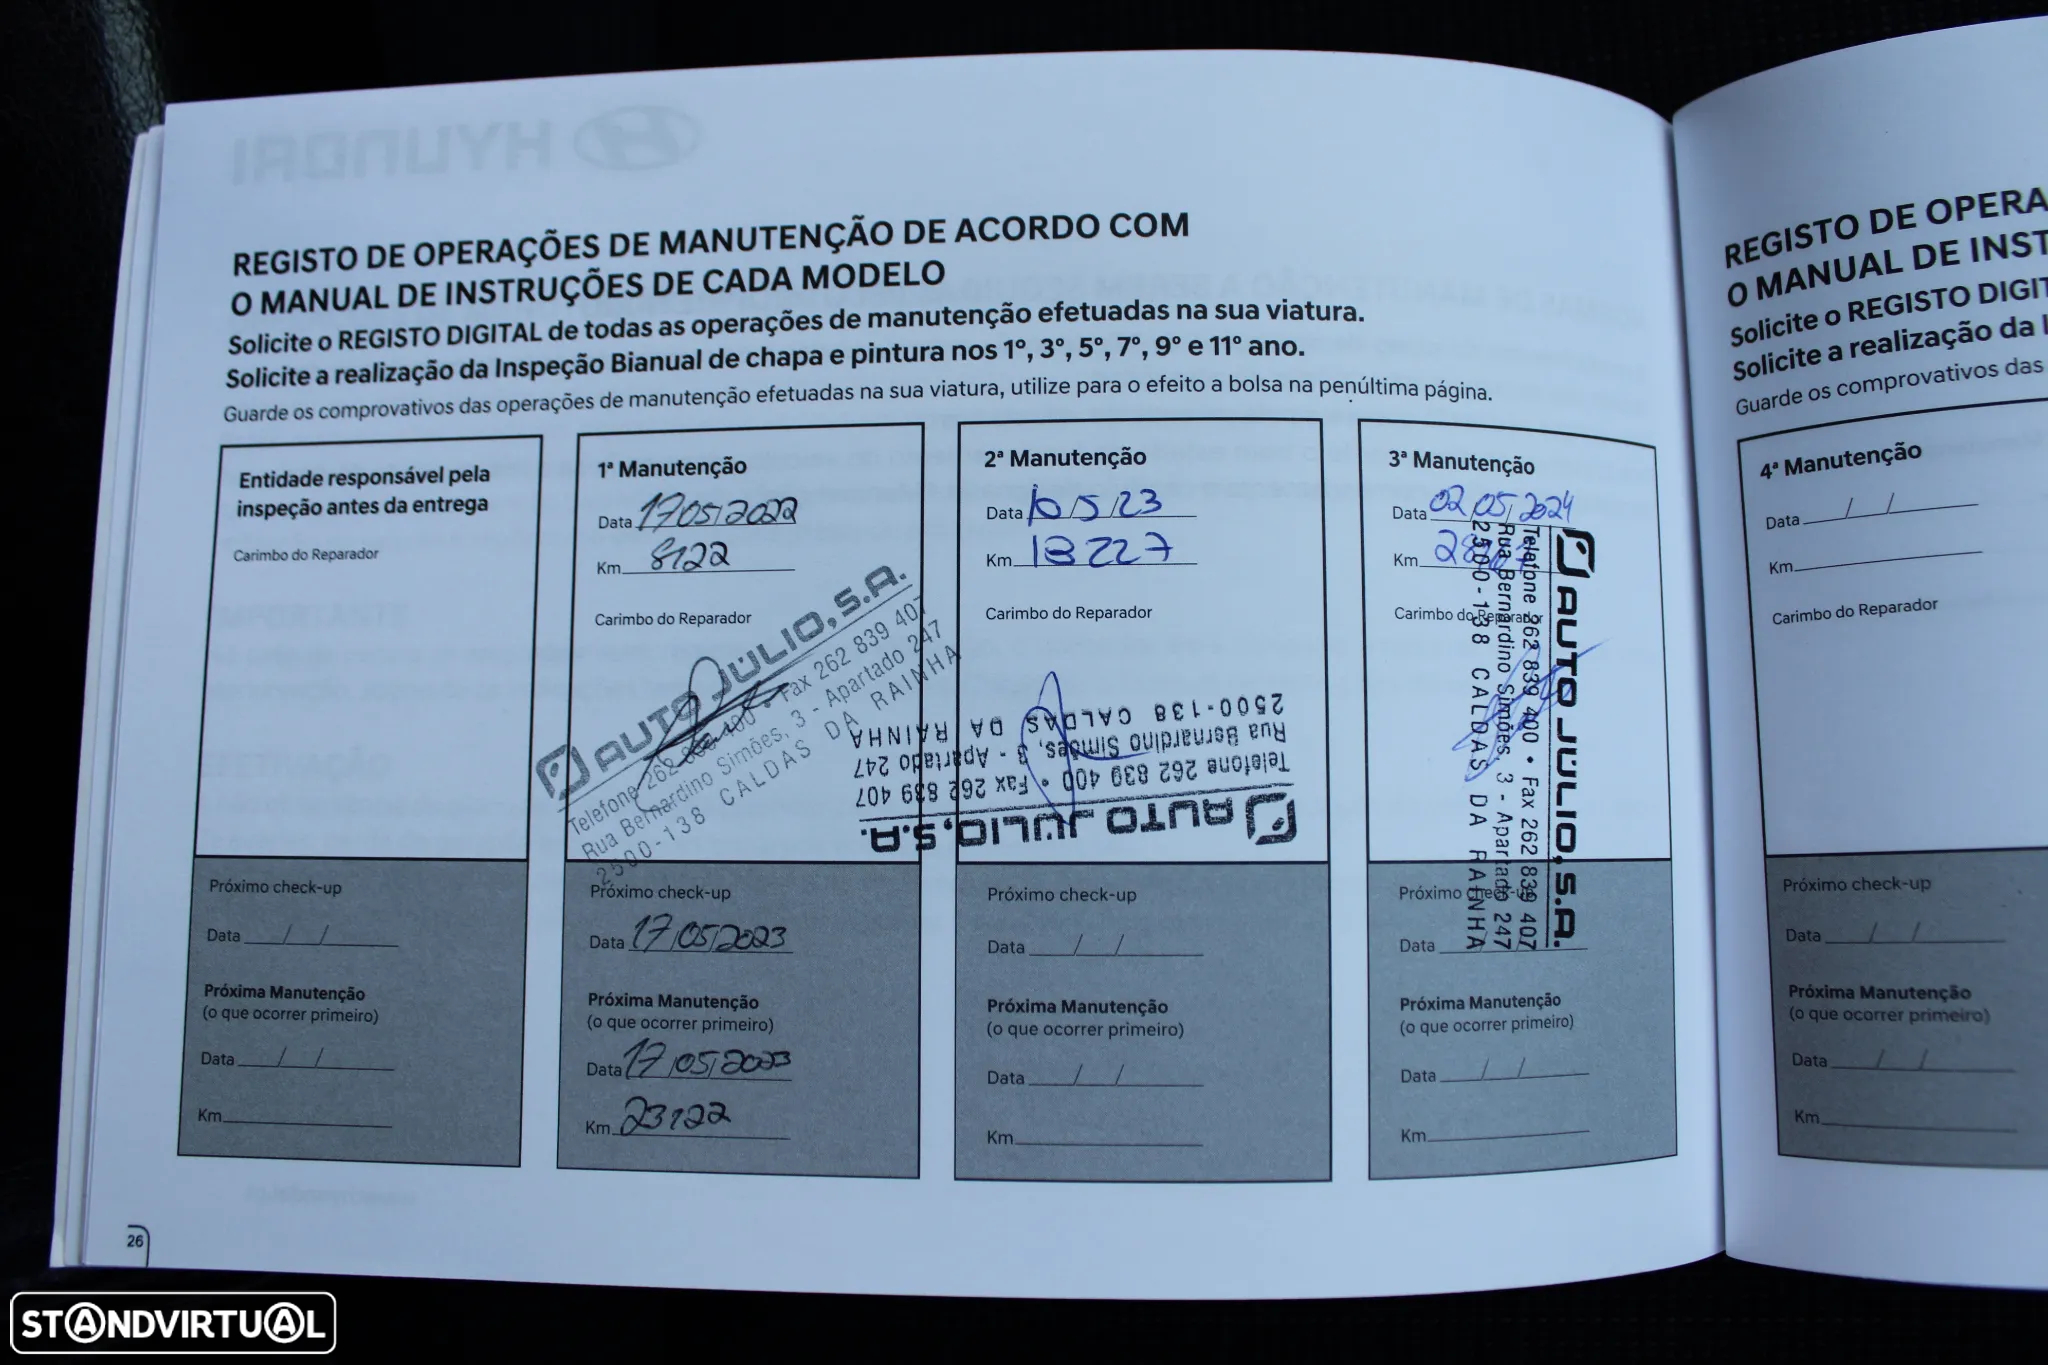 HYUNDAI
REGISTO DE OPERAÇÕES DE MANUTENÇÃO DE ACORDO COM
O MANUAL DE INSTRUÇÕES DE CADA MODELO
Solicite o REGISTO DIGITAL de todas as operações de manutenção efetuadas na sua viatura.
Solicite a realização da Inspeção Bianual de chapa e pintura nos 1º, 3º, 5º, 7º, 9º e 11º ano.
Guarde os comprovativos das operações de manutenção efetuadas na sua viatura, utilize para o efeito a bolsa na penúltima página.
Entidade responsável pela
inspeção antes da entrega
Carimbo do Reparador
Próximo check-up
Data / /
Próxima Manutenção
(o que ocorrer primeiro)
Data / /
Km
1ª Manutenção
Data 17/05/2022
Km 8122
Carimbo do Reparador
AUTO JÚLIO, S.A.
Telefone 262 839 400 • Fax 262 839 407
Rua Bernardino Simões, 3 - Apartado 247
2500-138 CALDAS DA RAINHA
Próximo check-up
Data 17/05/2023
Próxima Manutenção
(o que ocorrer primeiro)
Data 17/05/2023
Km 23122
2ª Manutenção
Data 10/5/23
Km 18227
Carimbo do Reparador
AUTO JÚLIO, S.A.
Telefone 262 839 400 • Fax 262 839 407
Rua Bernardino Simões, 3 - Apartado 247
2500-138 CALDAS DA RAINHA
Próximo check-up
Data / /
Próxima Manutenção
(o que ocorrer primeiro)
Data / /
Km
3ª Manutenção
Data 02/05/2024
Km
Carimbo do Reparador
AUTO JÚLIO, S.A.
Telefone 262 839 400 • Fax 262 839 407
Rua Bernardino Simões, 3 - Apartado 247
2500-138 CALDAS DA RAINHA
Próximo check-up
Data / /
Próxima Manutenção
(o que ocorrer primeiro)
Data / /
Km
26
REGISTO DE OPERA
O MANUAL DE INST
Solicite o REGISTO DIGIT
Solicite a realização da
Guarde os comprovativos das
4ª Manutenção
Data / /
Km
Carimbo do Reparador
Próximo check-up
Data / /
Próxima Manutenção
(o que ocorrer primeiro)
Data / /
Km
STANDVIRTUAL